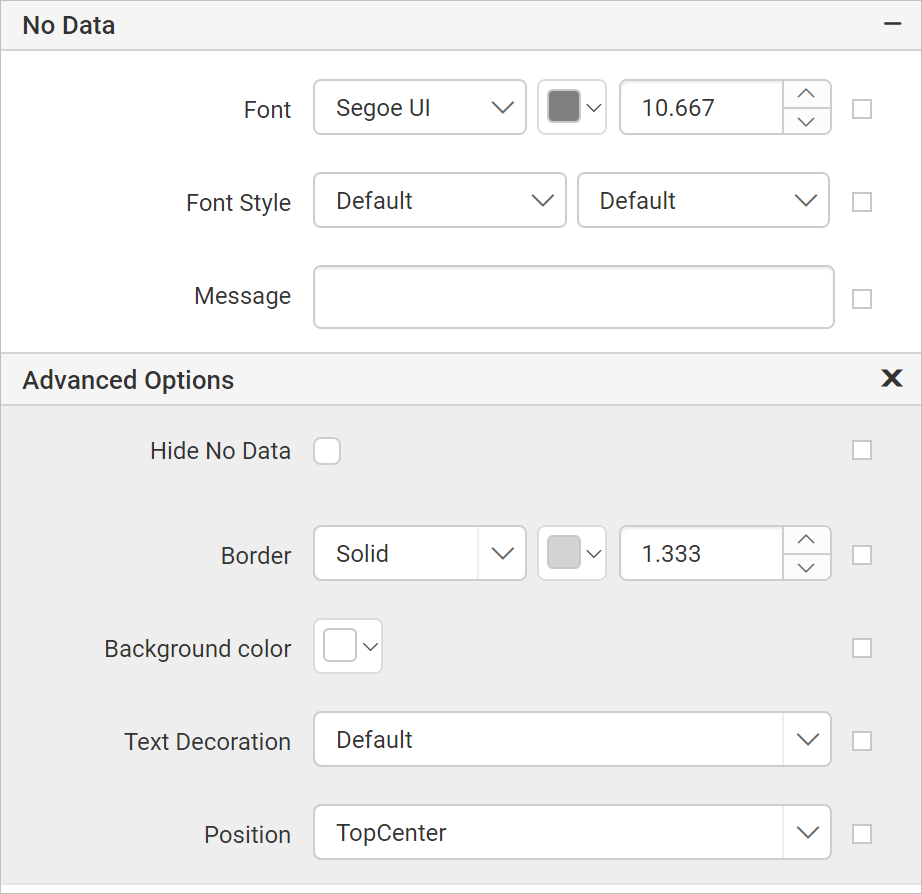 No Data
Font Segoe UI 10.667
Font Style Default Default
Message
Advanced Options
Hide No Data
Border Solid 1.333
Background color
Text Decoration Default
Position TopCenter